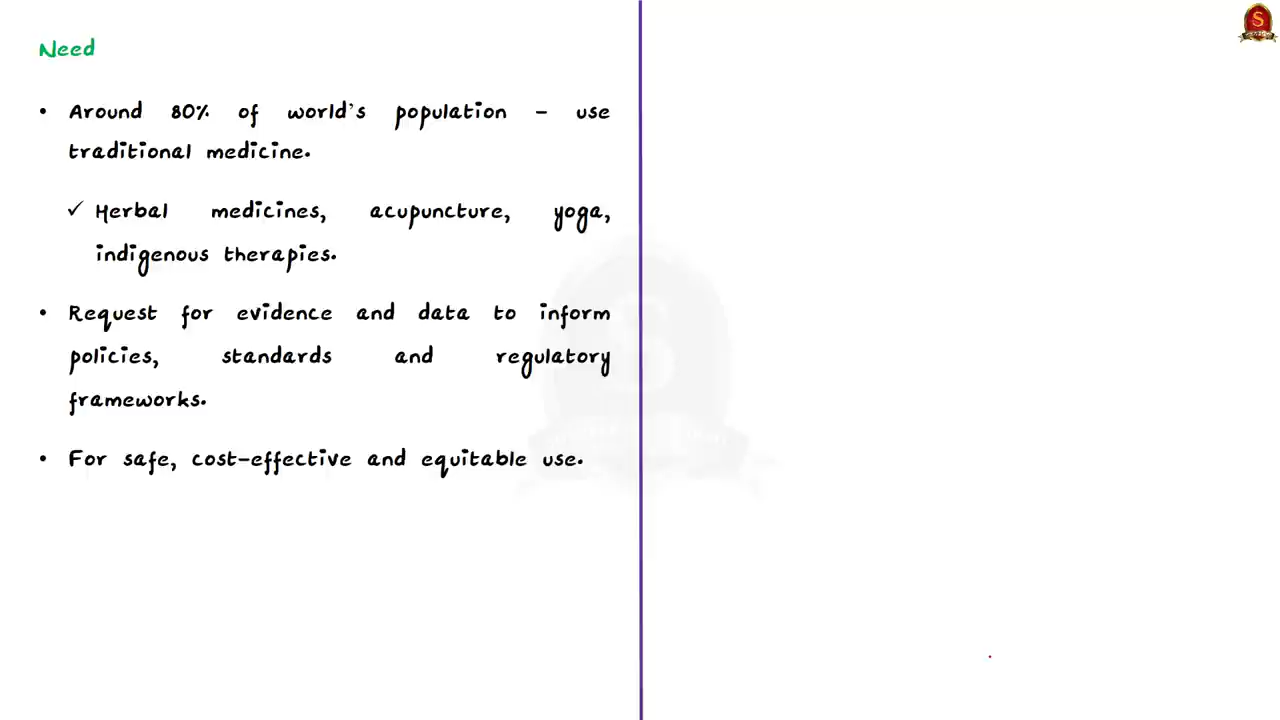 Need
• Around 80% of world's population – use
traditional medicine.
✓ Herbal medicines, acupuncture, yoga,
indigenous therapies.
• Request for evidence and data to inform
policies, standards and regulatory
frameworks.
• For safe, cost-effective and equitable use.
S